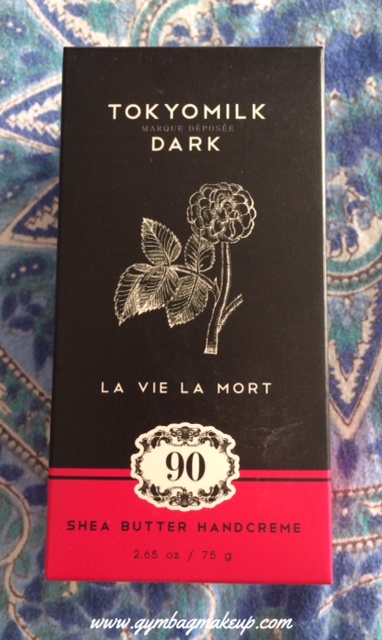 TOKYOMILK
MARQUE DÉPOSÉE
DARK
LA VIE LA MORT
90
SHEA BUTTER HANDCREME
2.65 oz / 75 g
www.gymbagmakeup.com